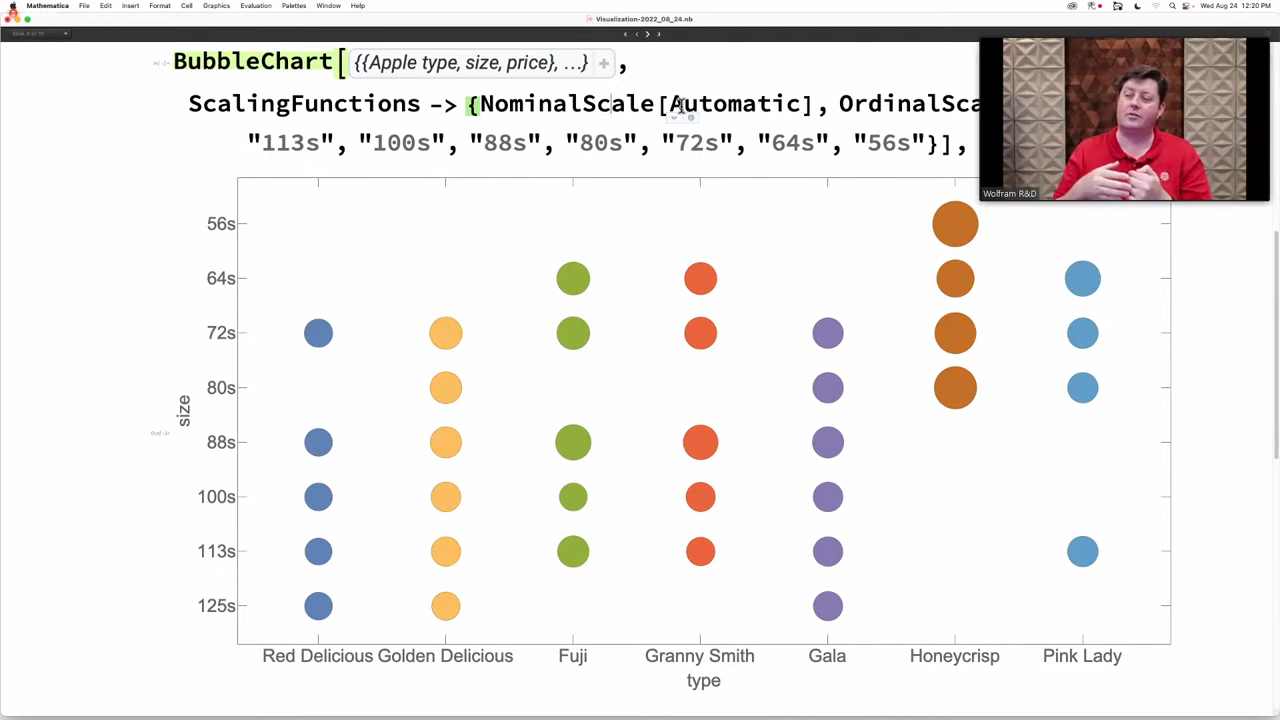 Mathematica File Edit Insert Format Cell Graphics Evaluation Palettes Window Help Wed Aug 24 12:20 PM
Visualization-2022_08_24.nb
BubbleChart[ {{Apple type, size, price}, …} + ,
ScalingFunctions -> {NominalScale[Automatic], OrdinalSca
"113s", "100s", "88s", "80s", "72s", "64s", "56s"}],
Wolfram R&D
56s
64s
72s
80s
size
88s
100s
113s
125s
Red Delicious Golden Delicious Fuji Granny Smith Gala Honeycrisp Pink Lady
type